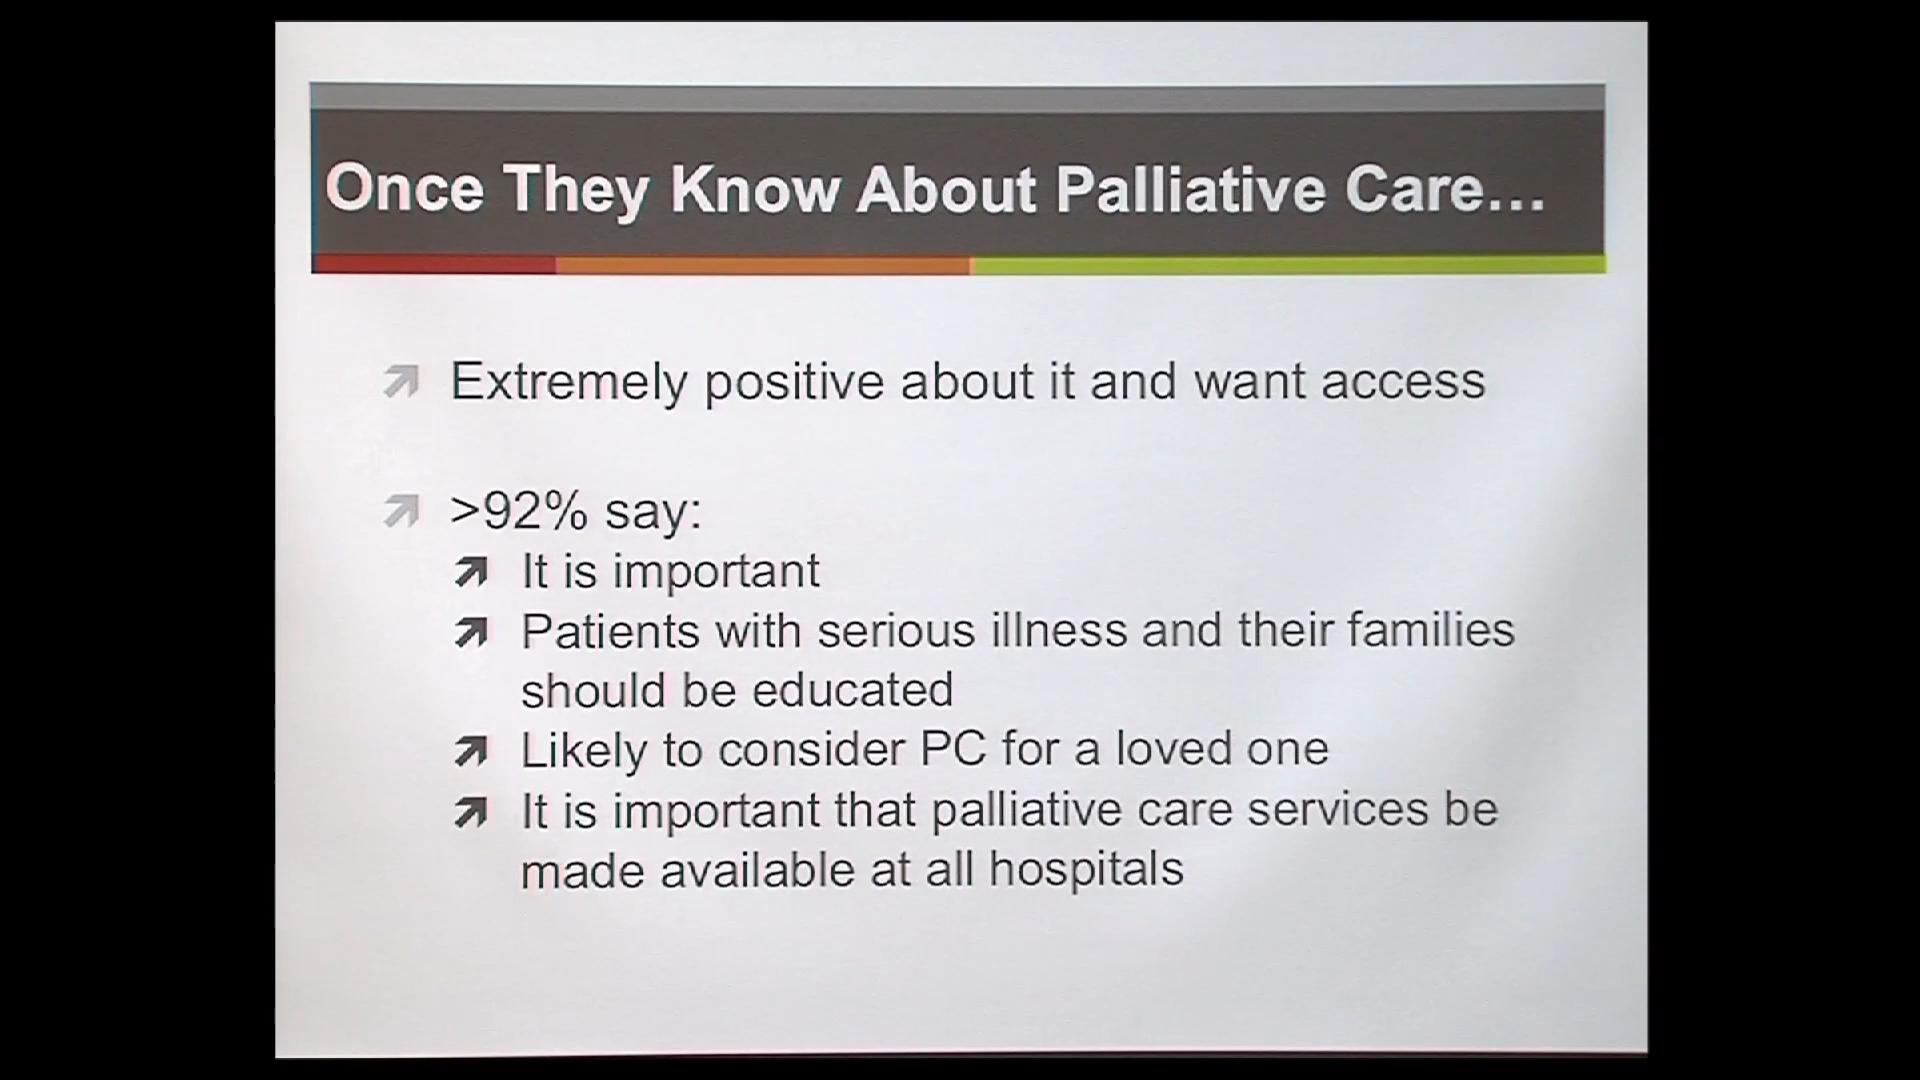 Once They Know About Palliative Care...
Extremely positive about it and want access
>92% say:
It is important
Patients with serious illness and their families
should be educated
Likely to consider PC for a loved one
It is important that palliative care services be
made available at all hospitals